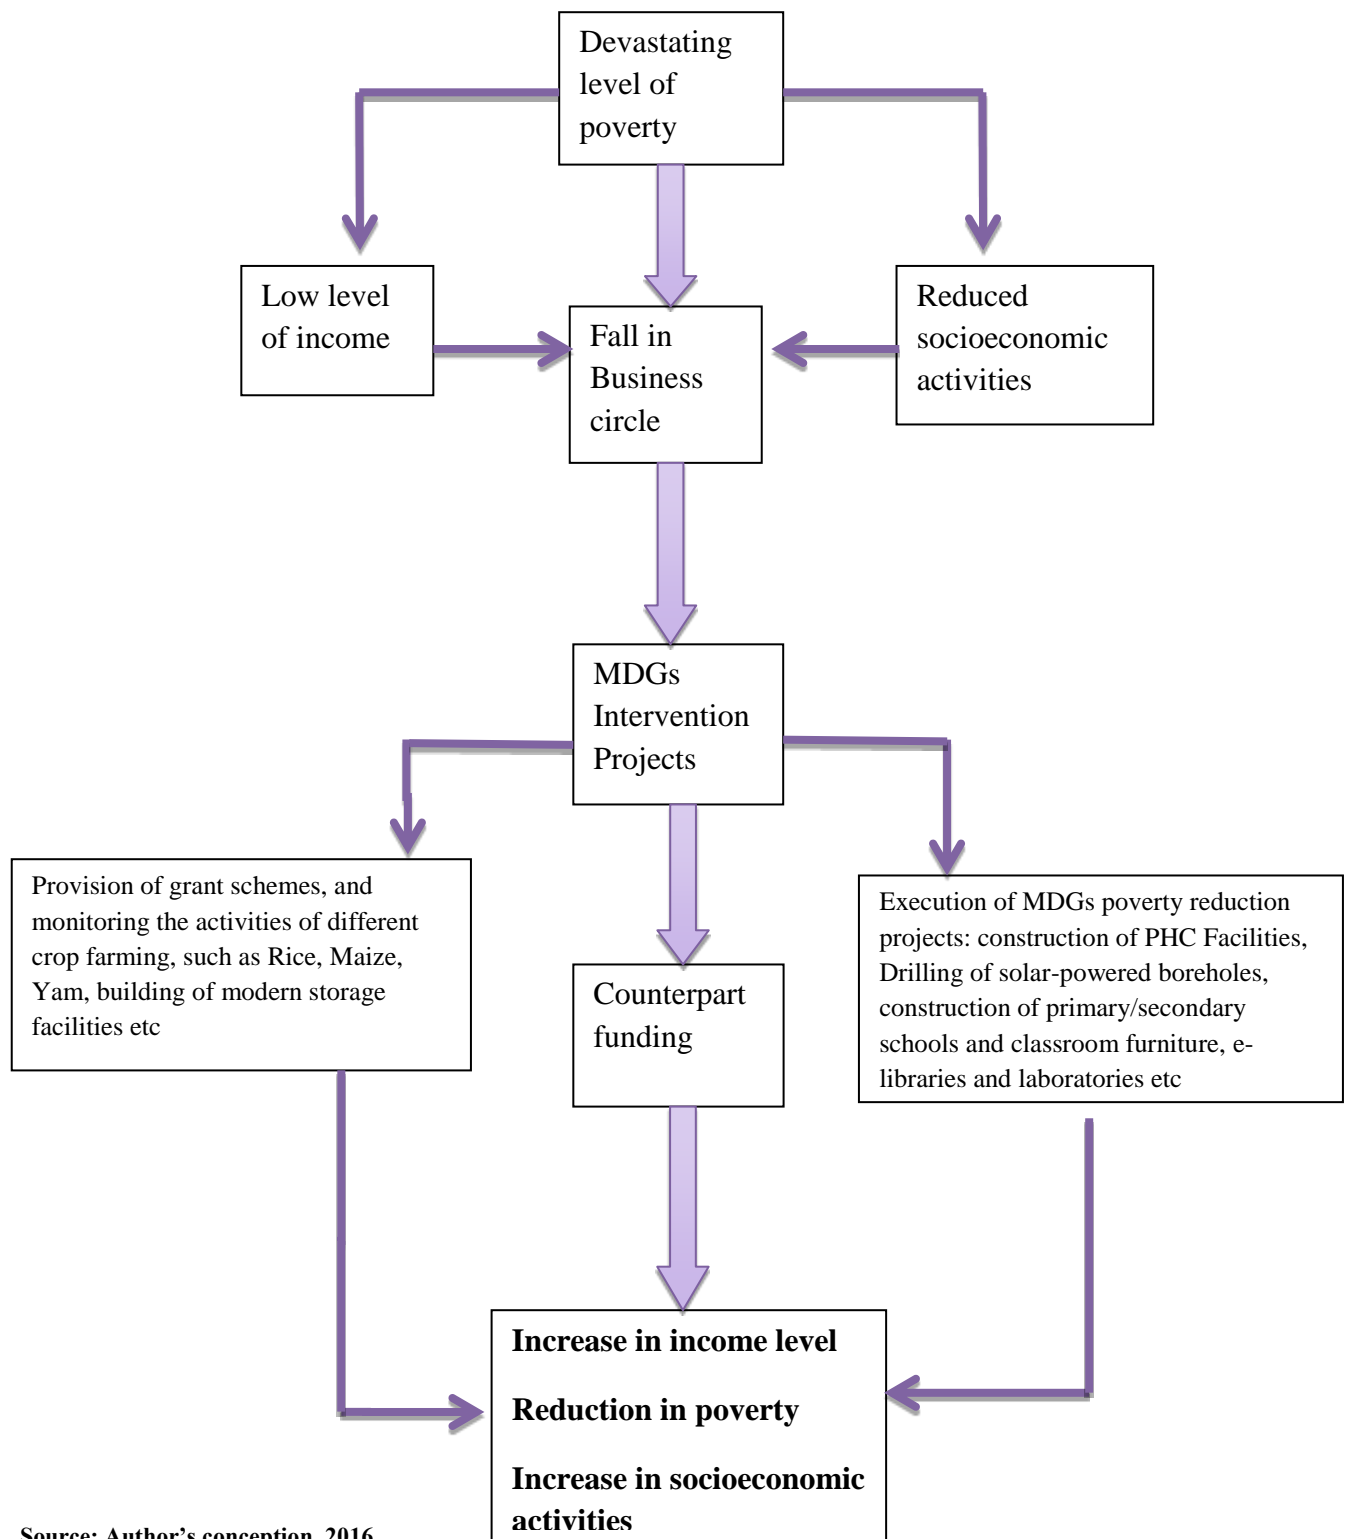 Devastating
level of
poverty
Low level
of income
Fall in
Business
circle
Reduced
socioeconomic
activities
MDGs
Intervention
Projects
Provision of grant schemes, and
monitoring the activities of different
crop farming, such as Rice, Maize,
Yam, building of modern storage
facilities etc
Counterpart
funding
Execution of MDGs poverty reduction
projects: construction of PHC Facilities,
Drilling of solar-powered boreholes,
construction of primary/secondary
schools and classroom furniture, e-
libraries and laboratories etc
Increase in income level
Reduction in poverty
Increase in socioeconomic
activities
Source: Author's conception, 2016